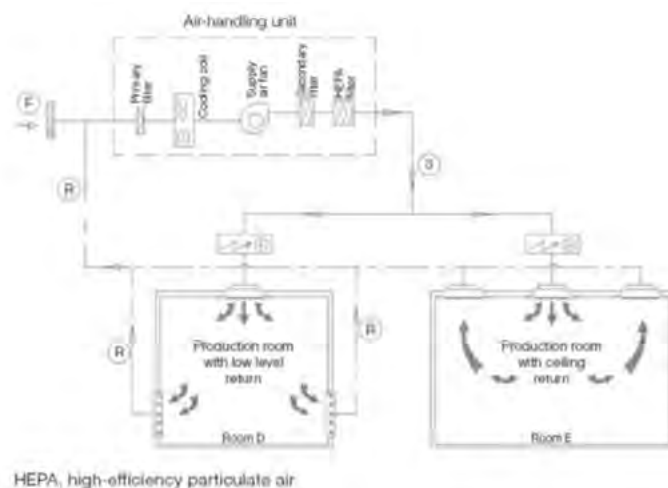 Air-handling unit
Primary
filter
Cooling coil
Supply
air fan
Secondary
filter
HEPA
filter
F
R
S
R
R
Production room
with low level
return
Production room
with ceiling
return
Room D
Room E
HEPA, high-efficiency particulate air